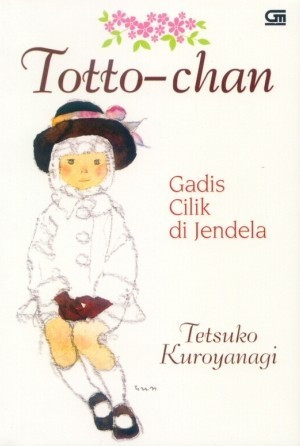 GM
Totto-chan
Gadis
Cilik
di Jendela
Tetsuko
Kuroyanagi